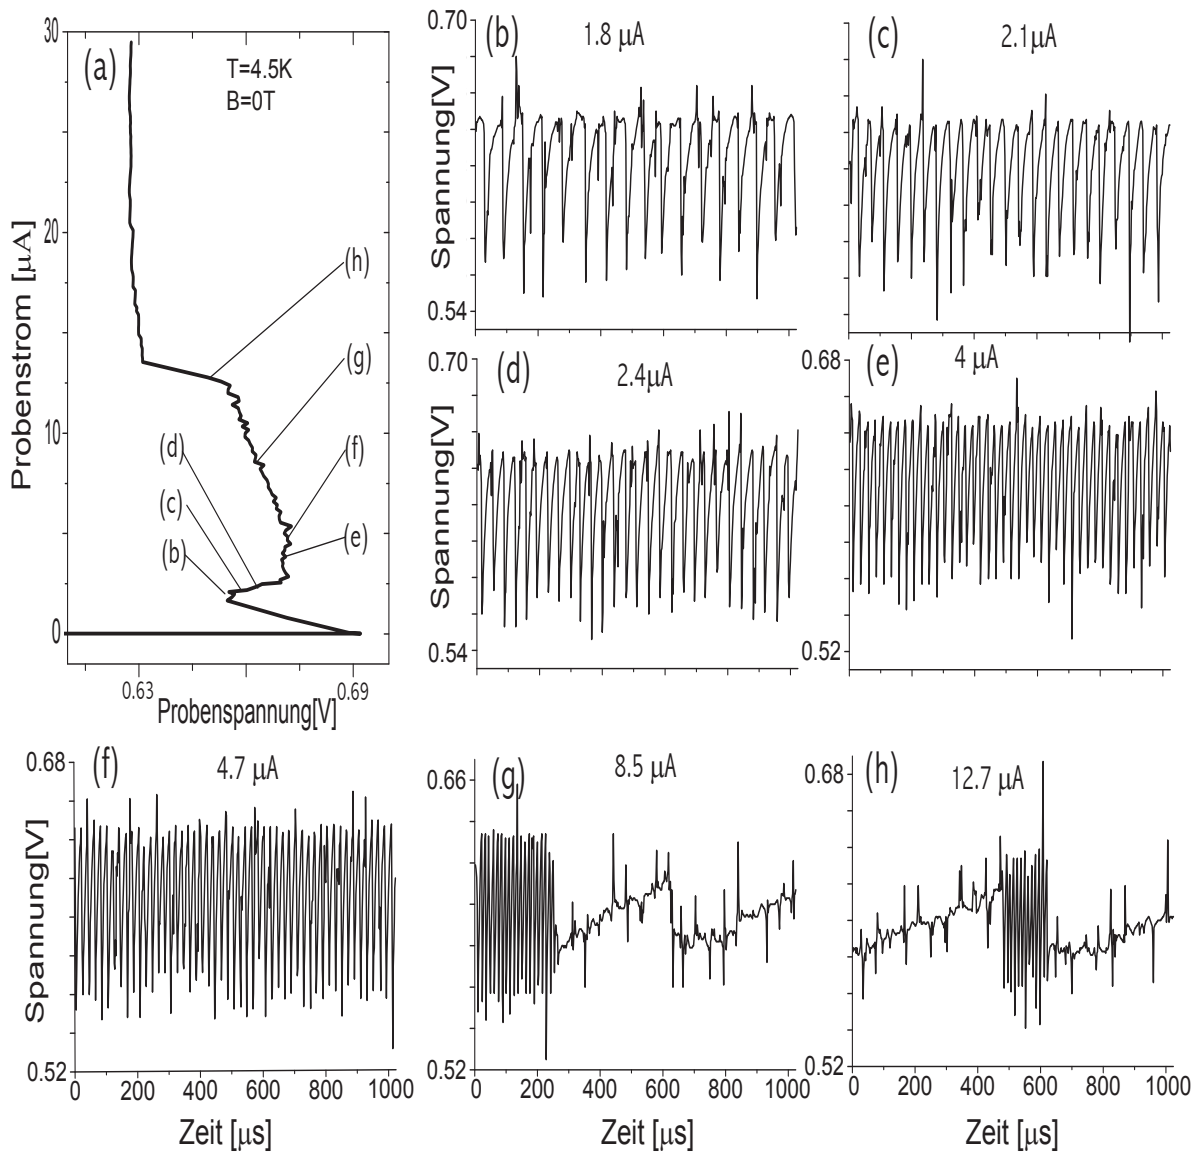 (a)
T=4.5K
B=0T
30
20
10
0
Probenstrom [μA]
(h)
(g)
(f)
(e)
(d)
(c)
(b)
0.63
0.69
Probenspannung[V]
(b)
1.8 μA
0.70
0.54
Spannung[V]
(c)
2.1μA
(d)
2.4μA
0.70
0.54
Spannung[V]
(e)
4 μA
0.68
0.52
(f)
4.7 μA
0.68
0.52
Spannung[V]
0 200 400 600 800 1000
Zeit [μs]
(g)
8.5 μA
0.66
0.52
0 200 400 600 800 1000
Zeit [μs]
(h)
12.7 μA
0.68
0.52
0 200 400 600 800 1000
Zeit [μs]